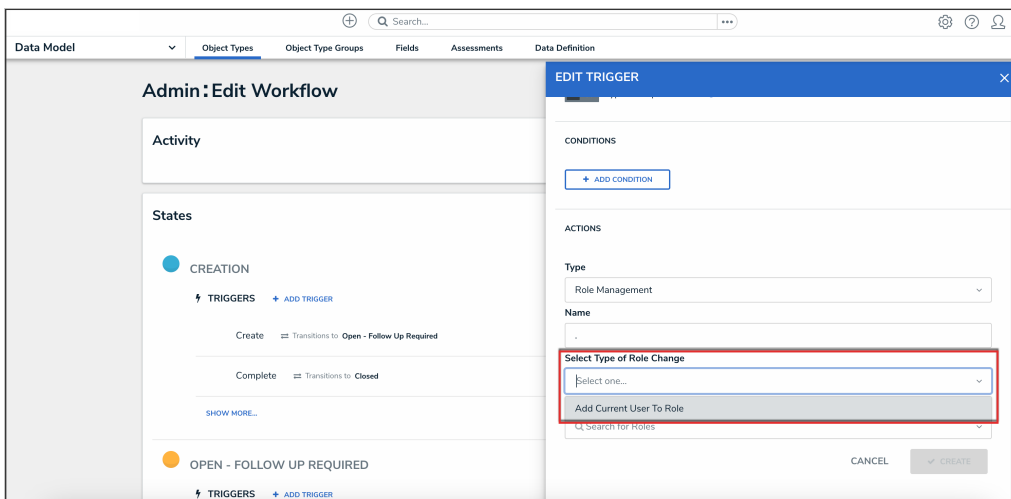 Search...
Data Model
Object Types
Object Type Groups
Fields
Assessments
Data Definition
Admin:Edit Workflow
Activity
States
CREATION
TRIGGERS + ADD TRIGGER
Create Transitions to Open - Follow Up Required
Complete Transitions to Closed
SHOW MORE...
OPEN - FOLLOW UP REQUIRED
TRIGGERS + ADD TRIGGER
EDIT TRIGGER
CONDITIONS
+ ADD CONDITION
ACTIONS
Type
Role Management
Name
.
Select Type of Role Change
Select one...
Add Current User To Role
Search for Roles
CANCEL
CREATE